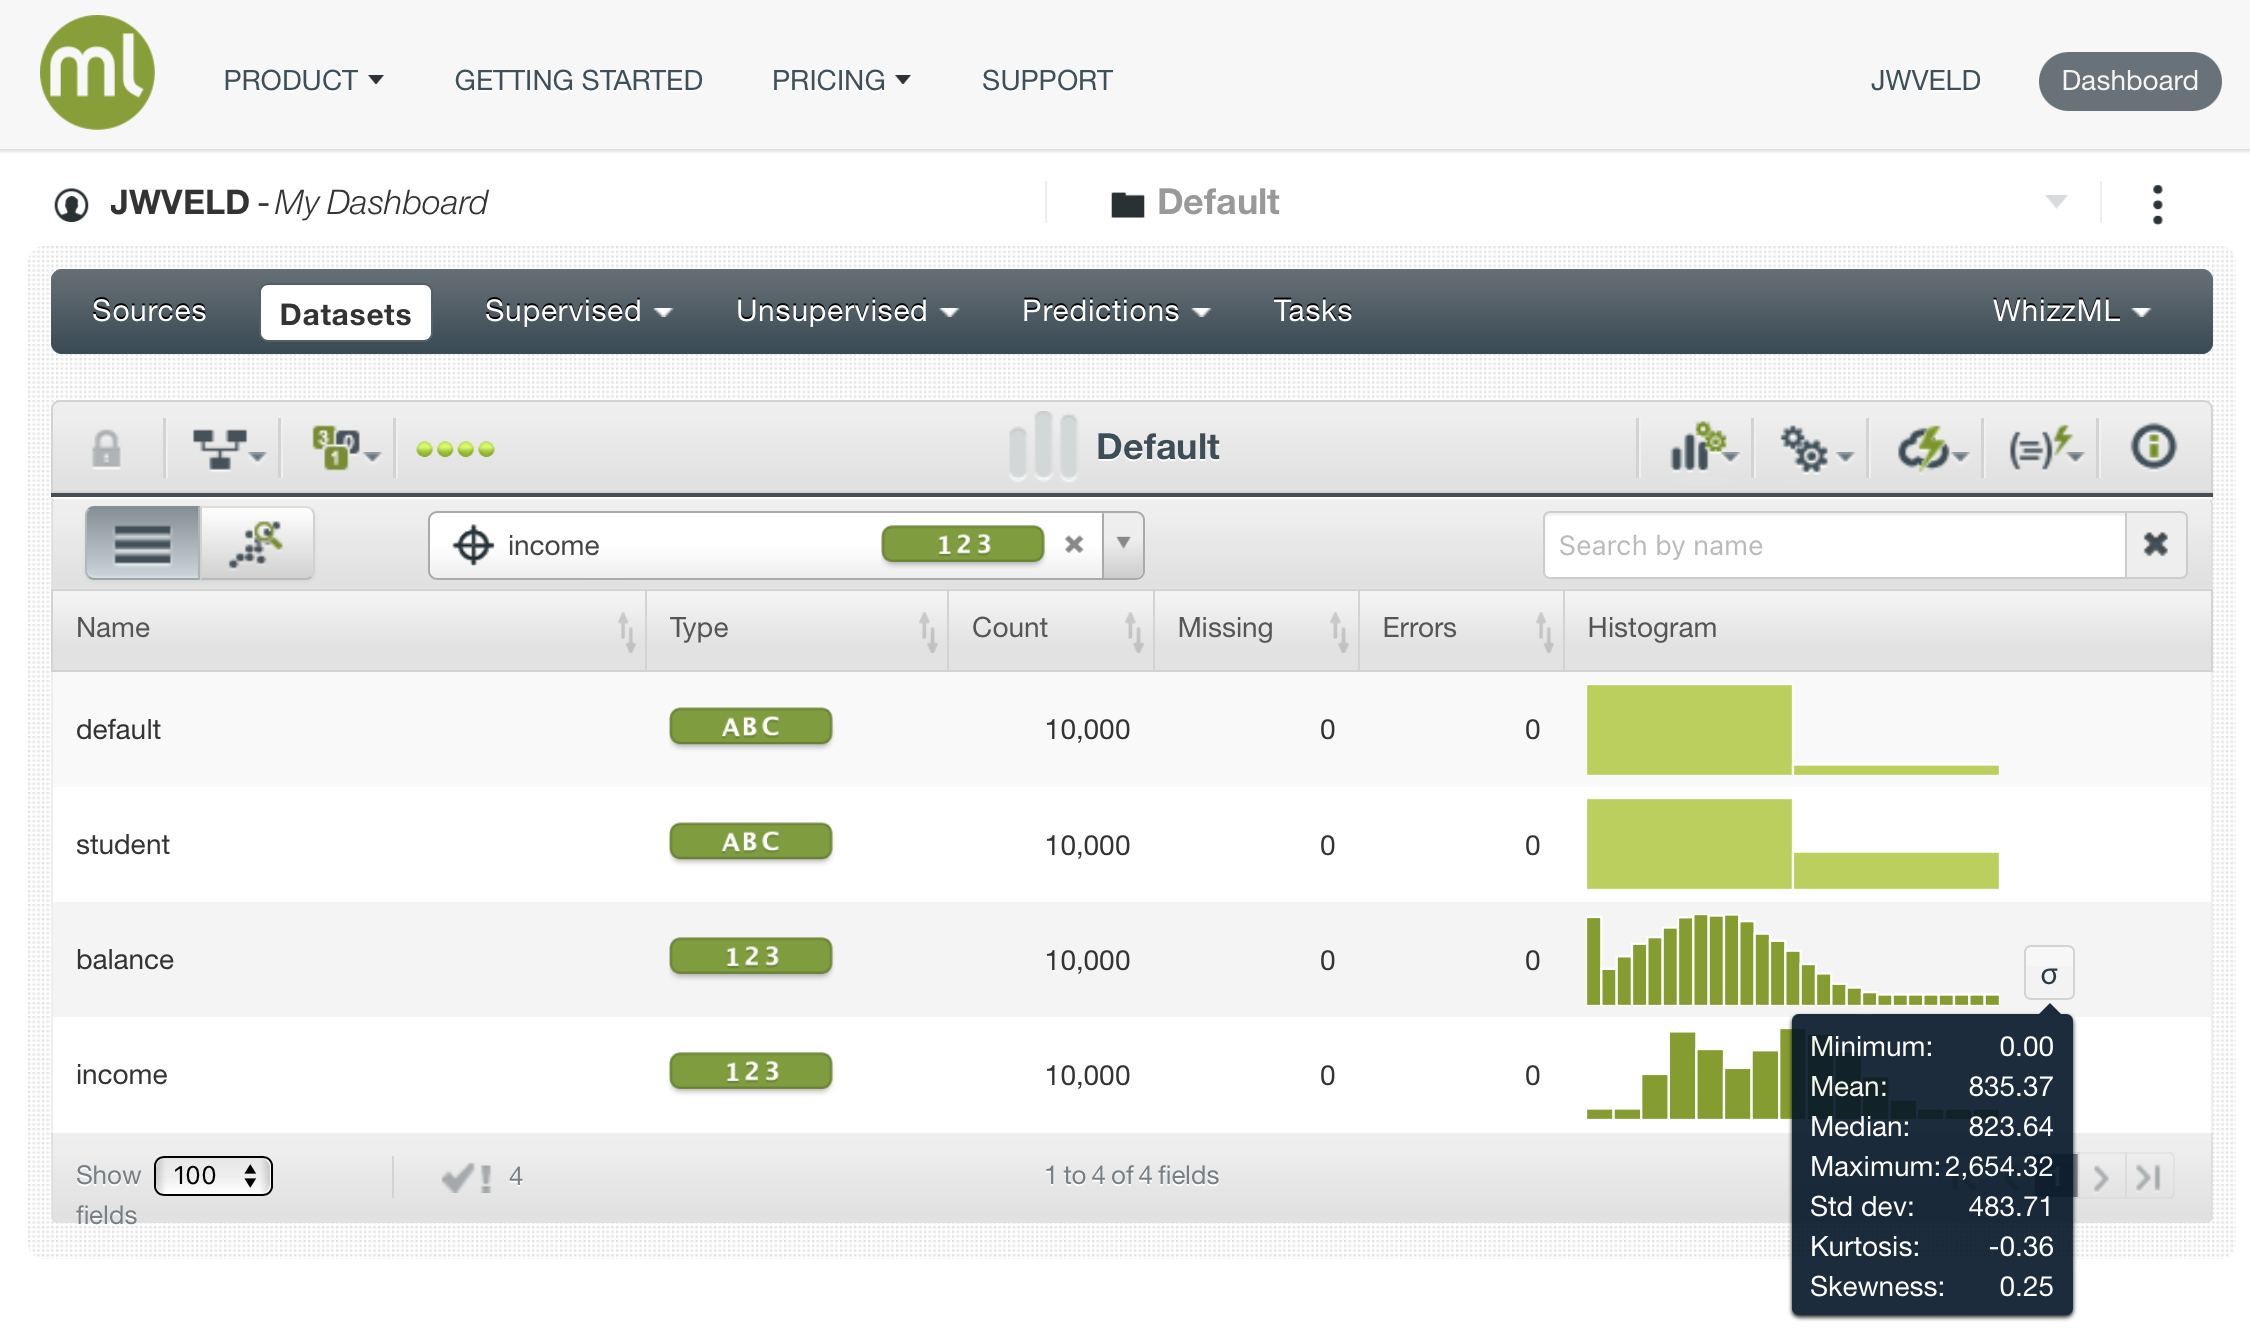 ml PRODUCT GETTING STARTED PRICING SUPPORT JWVELD Dashboard
JWVELD - My Dashboard Default
Sources Datasets Supervised Unsupervised Predictions Tasks WhizzML
3 0 1 Default (=)
income 123 Search by name
Name Type Count Missing Errors Histogram
default ABC 10,000 0 0
student ABC 10,000 0 0
balance 123 10,000 0 0 σ
income 123 10,000 0 0
Minimum: 0.00
Mean: 835.37
Median: 823.64
Maximum: 2,654.32
Std dev: 483.71
Kurtosis: -0.36
Skewness: 0.25
Show 100 4 1 to 4 of 4 fields
fields